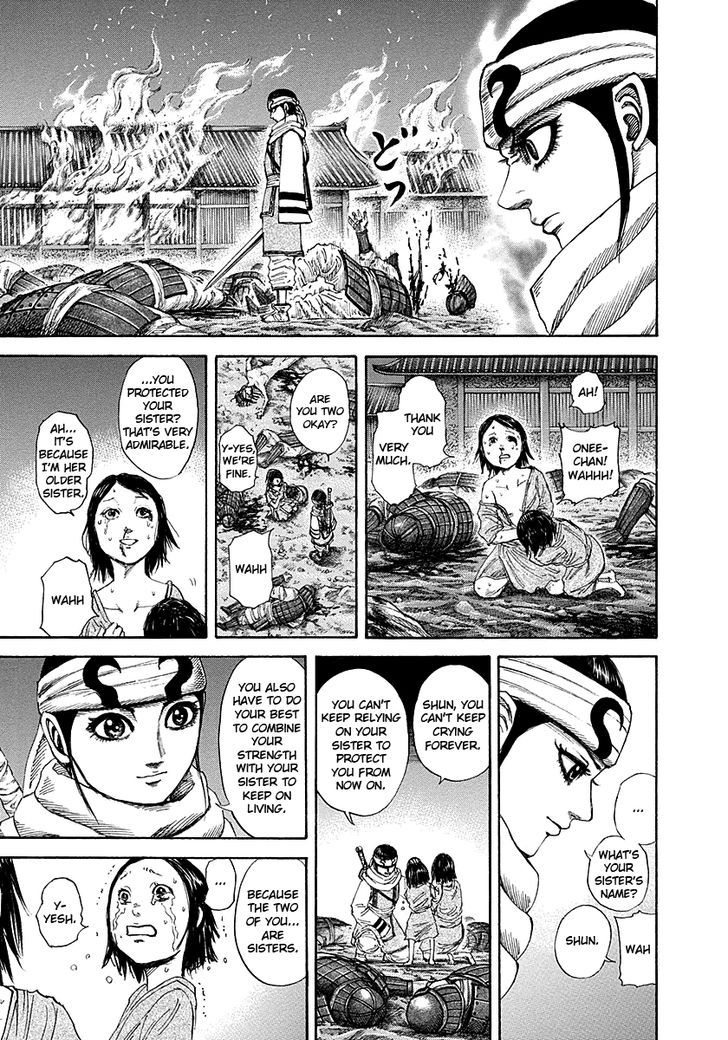 どっ
AH!
ONEE-
CHAN!
WAHHH!
THANK
YOU
VERY
MUCH.
ARE
YOU TWO
OKAY?
Y-YES,
WE'RE
FINE.
WAHH
...YOU
PROTECTED
YOUR
SISTER?
THAT'S VERY
ADMIRABLE.
AH...
IT'S
BECAUSE
I'M HER
OLDER
SISTER.
WAHH
...
WHAT'S
YOUR
SISTER'S
NAME?
SHUN.
WAH
SHUN, YOU
CAN'T KEEP
CRYING
FOREVER.
YOU CAN'T
KEEP RELYING
ON YOUR
SISTER TO
PROTECT
YOU FROM
NOW ON.
YOU ALSO
HAVE TO DO
YOUR BEST
TO COMBINE
YOUR
STRENGTH
WITH YOUR
SISTER TO
KEEP ON
LIVING.
BECAUSE
THE TWO
OF YOU...
ARE
SISTERS.
...
Y-
YESH.